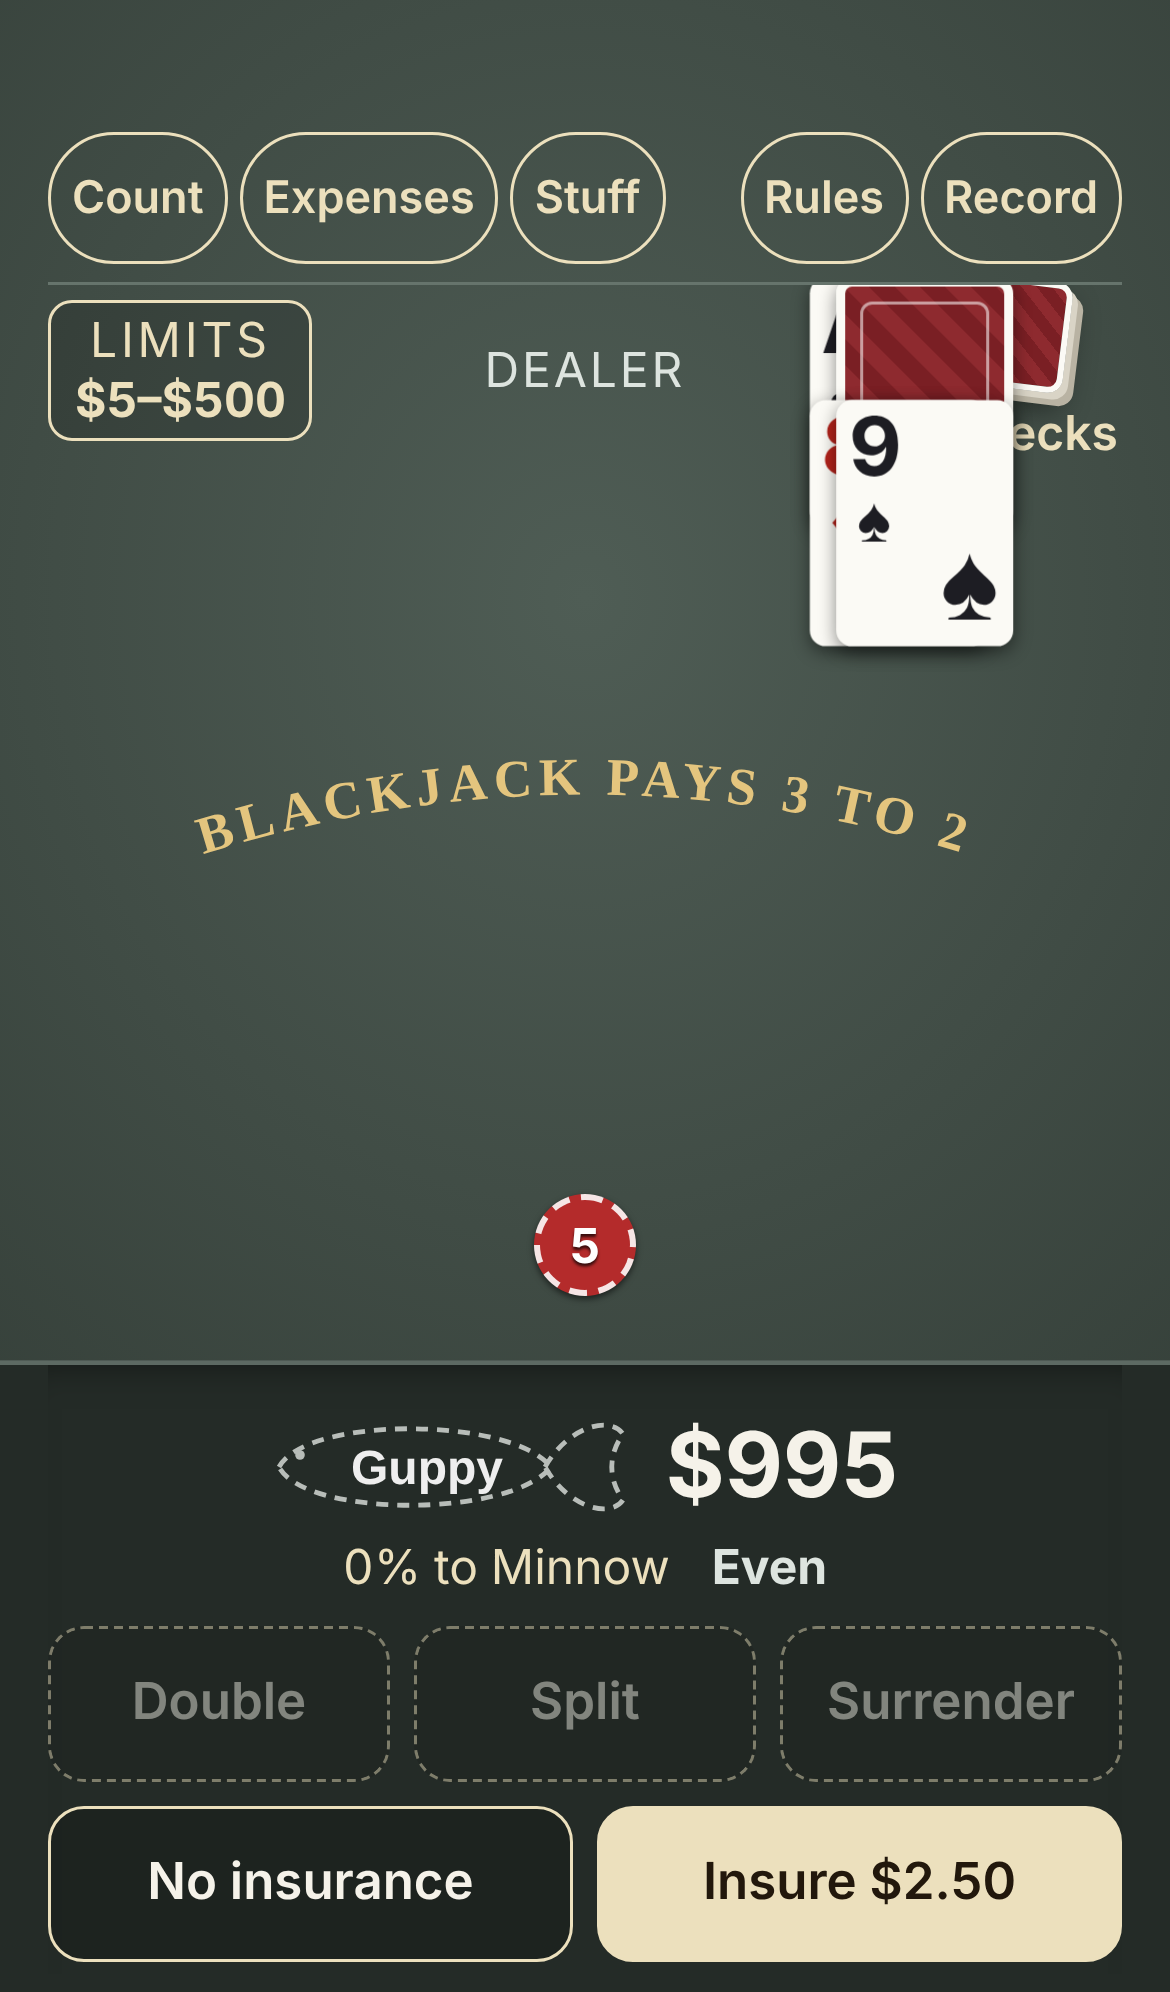 Count Expenses Stuff Rules Record
LIMITS
$5–$500
DEALER
ecks
9
BLACKJACK PAYS 3 TO 2
5
Guppy $995
0% to Minnow Even
Double Split Surrender
No insurance Insure $2.50